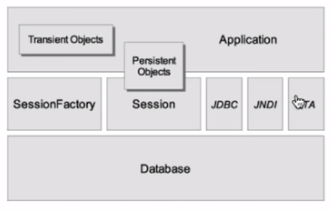 Transient Objects
Application
Persistent
Objects
SessionFactory
Session
JDBC
JNDI
Database